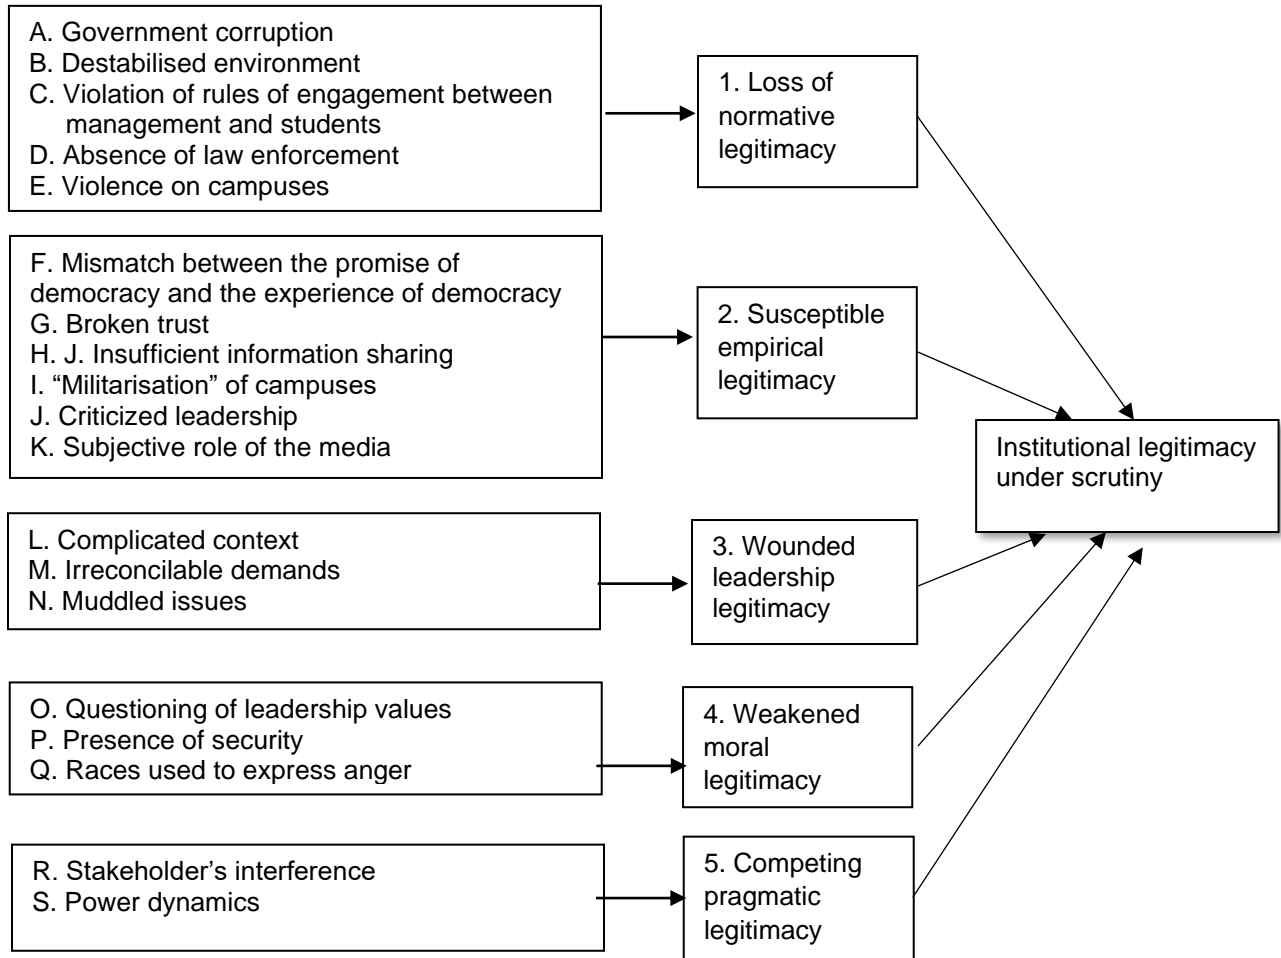 A. Government corruption
B. Destabilised environment
C. Violation of rules of engagement between
management and students
D. Absence of law enforcement
E. Violence on campuses
1. Loss of
normative
legitimacy
F. Mismatch between the promise of
democracy and the experience of democracy
G. Broken trust
H. J. Insufficient information sharing
I. “Militarisation” of campuses
J. Criticized leadership
K. Subjective role of the media
2. Susceptible
empirical
legitimacy
Institutional legitimacy
under scrutiny
L. Complicated context
M. Irreconcilable demands
N. Muddled issues
3. Wounded
leadership
legitimacy
O. Questioning of leadership values
P. Presence of security
Q. Races used to express anger
4. Weakened
moral
legitimacy
R. Stakeholder’s interference
S. Power dynamics
5. Competing
pragmatic
legitimacy